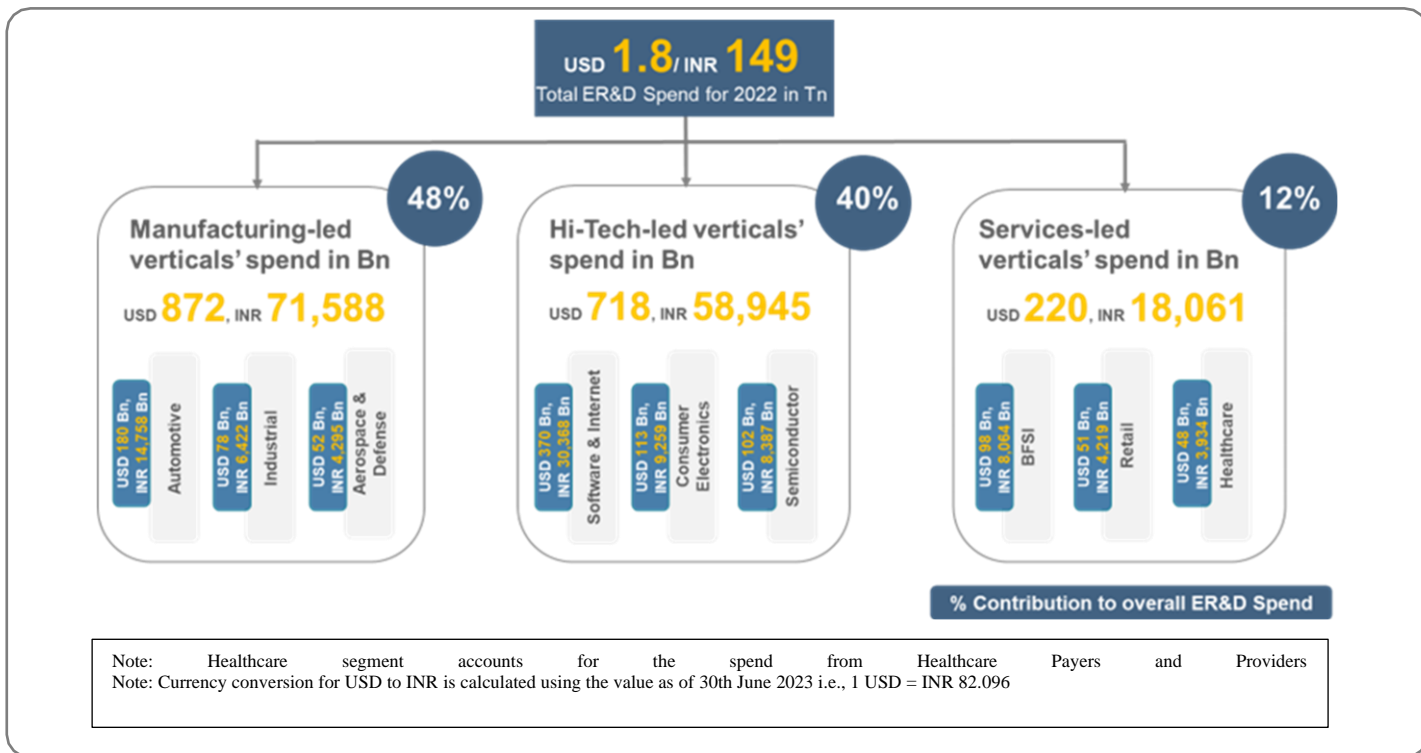 USD 1.8/ INR 149
Total ER&D Spend for 2022 in Tn
48%
Manufacturing-led
verticals' spend in Bn
USD 872, INR 71,588
USD 180 Bn,
INR 14,758 Bn
Automotive
USD 78 Bn,
INR 6,422 Bn
Industrial
USD 52 Bn,
INR 4,295 Bn
Aerospace &
Defense
40%
Hi-Tech-led verticals'
spend in Bn
USD 718, INR 58,945
USD 370 Bn,
INR 30,368 Bn
Software & Internet
USD 113 Bn,
INR 9,259 Bn
Consumer
Electronics
USD 102 Bn,
INR 8,387 Bn
Semiconductor
12%
Services-led
verticals' spend in Bn
USD 220, INR 18,061
USD 98 Bn,
INR 8,064 Bn
BFSI
USD 51 Bn,
INR 4,219 Bn
Retail
USD 48 Bn,
INR 3,934 Bn
Healthcare
% Contribution to overall ER&D Spend
Note: Healthcare segment accounts for the spend from Healthcare Payers and Providers
Note: Currency conversion for USD to INR is calculated using the value as of 30th June 2023 i.e., 1 USD = INR 82.096